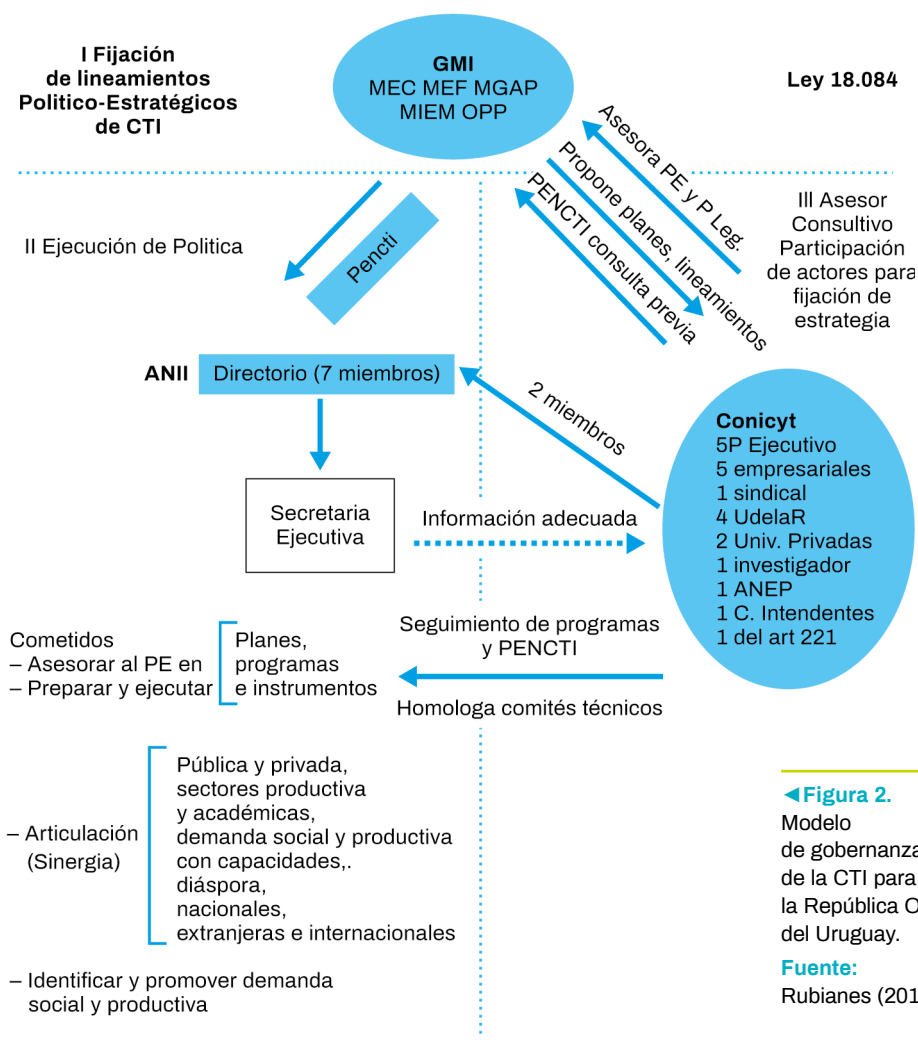 I Fijación
de lineamientos
Politico-Estratégicos
de CTI
GMI
MEC MEF MGAP
MIEM OPP
Ley 18.084
Asesora PE y P Leg.
Propone planes, lineamientos
PENCTI consulta previa
III Asesor
Consultivo
Participación
de actores para
fijación de
estrategia
II Ejecución de Politica
Pencti
ANII
Directorio (7 miembros)
2 miembros
Secretaria
Ejecutiva
Información adecuada
Conicyt
5P Ejecutivo
5 empresariales
1 sindical
4 UdelaR
2 Univ. Privadas
1 investigador
1 ANEP
1 C. Intendentes
1 del art 221
Seguimiento de programas
y PENCTI
Homologa comités técnicos
Cometidos
– Asesorar al PE en
– Preparar y ejecutar
Planes,
programas
e instrumentos
– Articulación
(Sinergia)
Pública y privada,
sectores productiva
y académicas,
demanda social y productiva
con capacidades,.
diáspora,
nacionales,
extranjeras e internacionales
– Identificar y promover demanda
social y productiva
◄Figura 2.
Modelo
de gobernanza
de la CTI para
la República O
del Uruguay.
Fuente:
Rubianes (201